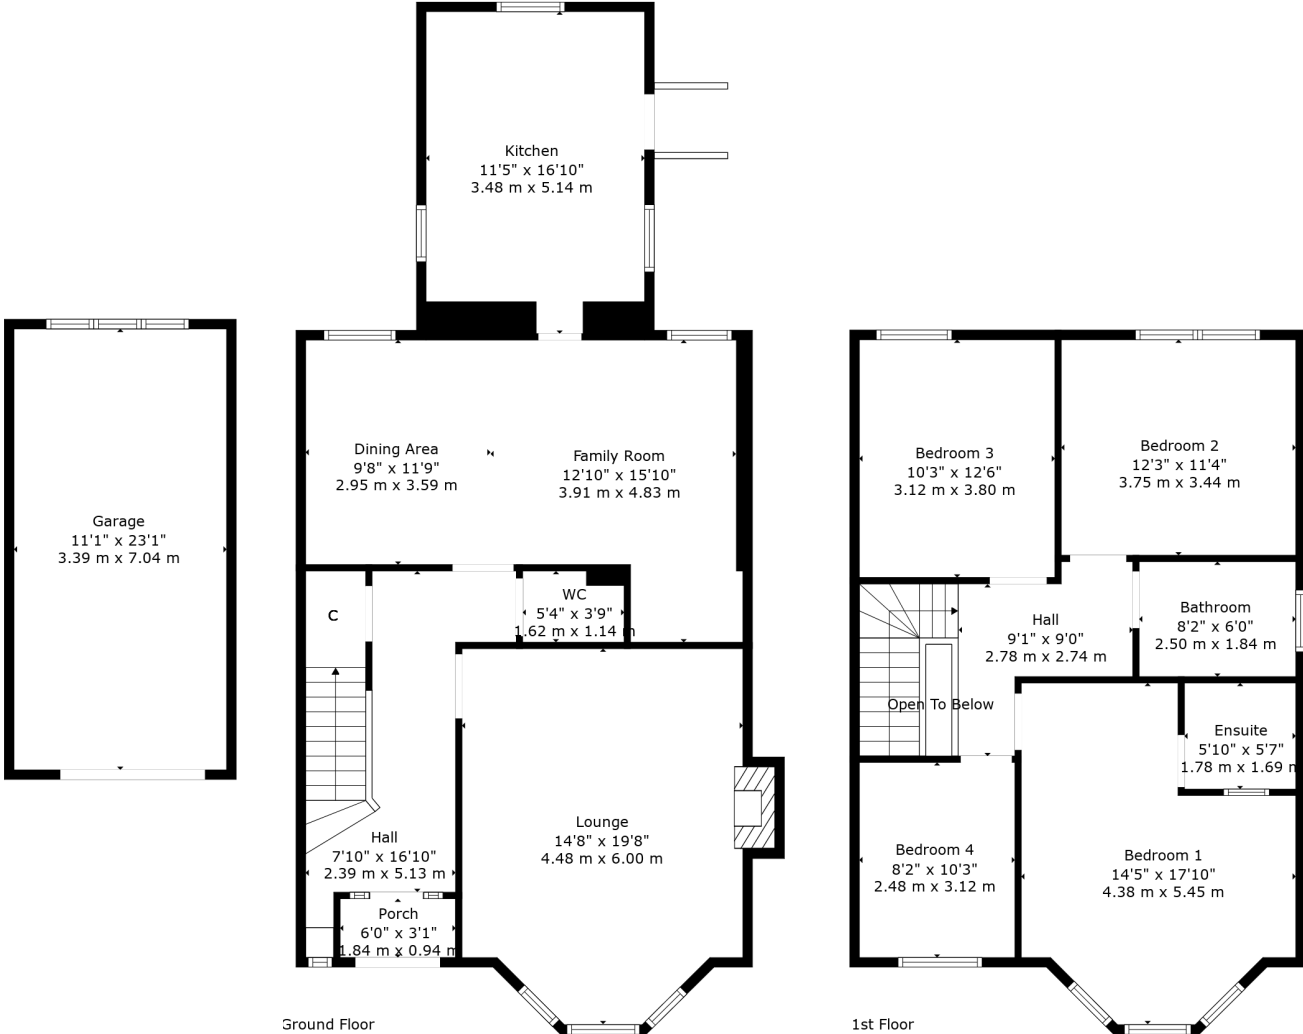 Kitchen
11'5" x 16'10"
3.48 m x 5.14 m
Garage
11'1" x 23'1"
3.39 m x 7.04 m
Dining Area
9'8" x 11'9"
2.95 m x 3.59 m
Family Room
12'10" x 15'10"
3.91 m x 4.83 m
C
WC
5'4" x 3'9"
1.62 m x 1.14 m
Lounge
14'8" x 19'8"
4.48 m x 6.00 m
Hall
7'10" x 16'10"
2.39 m x 5.13 m
Porch
6'0" x 3'1"
1.84 m x 0.94 m
Ground Floor
Bedroom 3
10'3" x 12'6"
3.12 m x 3.80 m
Bedroom 2
12'3" x 11'4"
3.75 m x 3.44 m
Hall
9'1" x 9'0"
2.78 m x 2.74 m
Bathroom
8'2" x 6'0"
2.50 m x 1.84 m
Open To Below
Ensuite
5'10" x 5'7"
1.78 m x 1.69 m
Bedroom 4
8'2" x 10'3"
2.48 m x 3.12 m
Bedroom 1
14'5" x 17'10"
4.38 m x 5.45 m
1st Floor